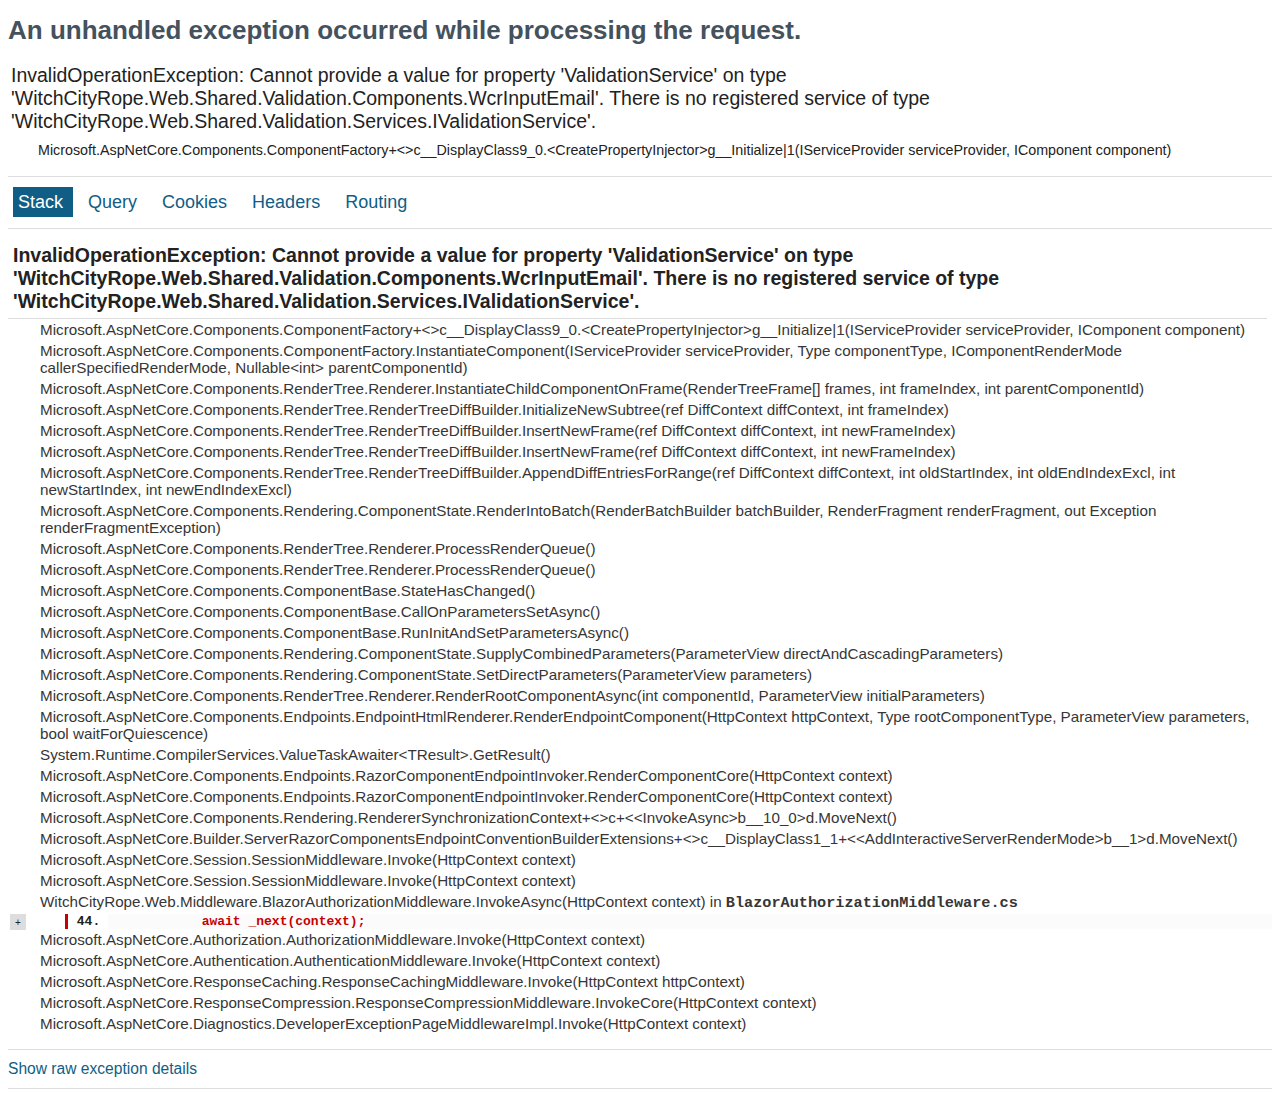 An unhandled exception occurred while processing the request.
InvalidOperationException: Cannot provide a value for property 'ValidationService' on type
'WitchCityRope.Web.Shared.Validation.Components.WcrInputEmail'. There is no registered service of type
'WitchCityRope.Web.Shared.Validation.Services.IValidationService'.
Microsoft.AspNetCore.Components.ComponentFactory+<>c__DisplayClass9_0.<CreatePropertyInjector>g__Initialize|1(IServiceProvider serviceProvider, IComponent component)
Stack Query Cookies Headers Routing
InvalidOperationException: Cannot provide a value for property 'ValidationService' on type
'WitchCityRope.Web.Shared.Validation.Components.WcrInputEmail'. There is no registered service of type
'WitchCityRope.Web.Shared.Validation.Services.IValidationService'.
Microsoft.AspNetCore.Components.ComponentFactory+<>c__DisplayClass9_0.<CreatePropertyInjector>g__Initialize|1(IServiceProvider serviceProvider, IComponent component)
Microsoft.AspNetCore.Components.ComponentFactory.InstantiateComponent(IServiceProvider serviceProvider, Type componentType, IComponentRenderMode
callerSpecifiedRenderMode, Nullable<int> parentComponentId)
Microsoft.AspNetCore.Components.RenderTree.Renderer.InstantiateChildComponentOnFrame(RenderTreeFrame[] frames, int frameIndex, int parentComponentId)
Microsoft.AspNetCore.Components.RenderTree.RenderTreeDiffBuilder.InitializeNewSubtree(ref DiffContext diffContext, int frameIndex)
Microsoft.AspNetCore.Components.RenderTree.RenderTreeDiffBuilder.InsertNewFrame(ref DiffContext diffContext, int newFrameIndex)
Microsoft.AspNetCore.Components.RenderTree.RenderTreeDiffBuilder.InsertNewFrame(ref DiffContext diffContext, int newFrameIndex)
Microsoft.AspNetCore.Components.RenderTree.RenderTreeDiffBuilder.AppendDiffEntriesForRange(ref DiffContext diffContext, int oldStartIndex, int oldEndIndexExcl, int
newStartIndex, int newEndIndexExcl)
Microsoft.AspNetCore.Components.Rendering.ComponentState.RenderIntoBatch(RenderBatchBuilder batchBuilder, RenderFragment renderFragment, out Exception
renderFragmentException)
Microsoft.AspNetCore.Components.RenderTree.Renderer.ProcessRenderQueue()
Microsoft.AspNetCore.Components.RenderTree.Renderer.ProcessRenderQueue()
Microsoft.AspNetCore.Components.ComponentBase.StateHasChanged()
Microsoft.AspNetCore.Components.ComponentBase.CallOnParametersSetAsync()
Microsoft.AspNetCore.Components.ComponentBase.RunInitAndSetParametersAsync()
Microsoft.AspNetCore.Components.Rendering.ComponentState.SupplyCombinedParameters(ParameterView directAndCascadingParameters)
Microsoft.AspNetCore.Components.Rendering.ComponentState.SetDirectParameters(ParameterView parameters)
Microsoft.AspNetCore.Components.RenderTree.Renderer.RenderRootComponentAsync(int componentId, ParameterView initialParameters)
Microsoft.AspNetCore.Components.Endpoints.EndpointHtmlRenderer.RenderEndpointComponent(HttpContext httpContext, Type rootComponentType, ParameterView parameters,
bool waitForQuiescence)
System.Runtime.CompilerServices.ValueTaskAwaiter<TResult>.GetResult()
Microsoft.AspNetCore.Components.Endpoints.RazorComponentEndpointInvoker.RenderComponentCore(HttpContext context)
Microsoft.AspNetCore.Components.Endpoints.RazorComponentEndpointInvoker.RenderComponentCore(HttpContext context)
Microsoft.AspNetCore.Components.Rendering.RendererSynchronizationContext+<>c+<<InvokeAsync>b__10_0>d.MoveNext()
Microsoft.AspNetCore.Builder.ServerRazorComponentsEndpointConventionBuilderExtensions+<>c__DisplayClass1_1+<<AddInteractiveServerRenderMode>b__1>d.MoveNext()
Microsoft.AspNetCore.Session.SessionMiddleware.Invoke(HttpContext context)
Microsoft.AspNetCore.Session.SessionMiddleware.Invoke(HttpContext context)
WitchCityRope.Web.Middleware.BlazorAuthorizationMiddleware.InvokeAsync(HttpContext context) in BlazorAuthorizationMiddleware.cs
+ 44. await _next(context);
Microsoft.AspNetCore.Authorization.AuthorizationMiddleware.Invoke(HttpContext context)
Microsoft.AspNetCore.Authentication.AuthenticationMiddleware.Invoke(HttpContext context)
Microsoft.AspNetCore.ResponseCaching.ResponseCachingMiddleware.Invoke(HttpContext httpContext)
Microsoft.AspNetCore.ResponseCompression.ResponseCompressionMiddleware.InvokeCore(HttpContext context)
Microsoft.AspNetCore.Diagnostics.DeveloperExceptionPageMiddlewareImpl.Invoke(HttpContext context)
Show raw exception details